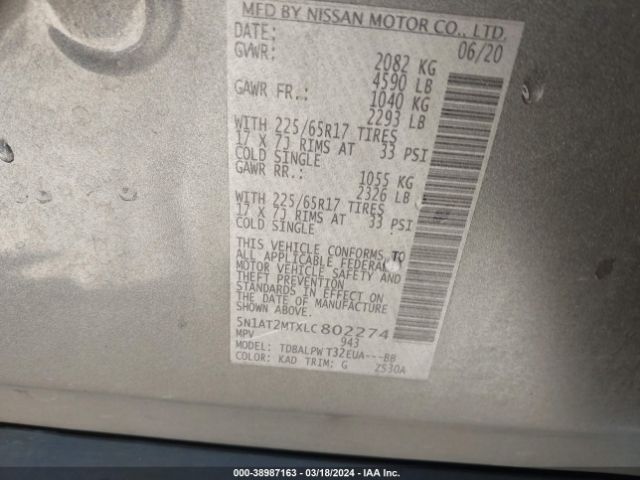 MFD BY NISSAN MOTOR CO., LTD.
DATE: 06/20
GVWR: 2082 KG
4590 LB
GAWR FR.: 1040 KG
2293 LB
WITH 225/65R17 TIRES
17 X 7J RIMS AT 33 PSI
COLD SINGLE
GAWR RR.: 1055 KG
2326 LB
WITH 225/65R17 TIRES
17 X 7J RIMS AT 33 PSI
COLD SINGLE
THIS VEHICLE CONFORMS TO
ALL APPLICABLE FEDERAL
MOTOR VEHICLE SAFETY AND
THEFT PREVENTION
STANDARDS IN EFFECT ON
THE DATE OF MANUFACTURE
SHOWN ABOVE.
5N1AT2MTXLC802274
MPV 943
MODEL: TDBALPW T32EUA---BB
COLOR: KAD TRIM: G ZS30A
000-38987163 - 03/18/2024 - IAA Inc.